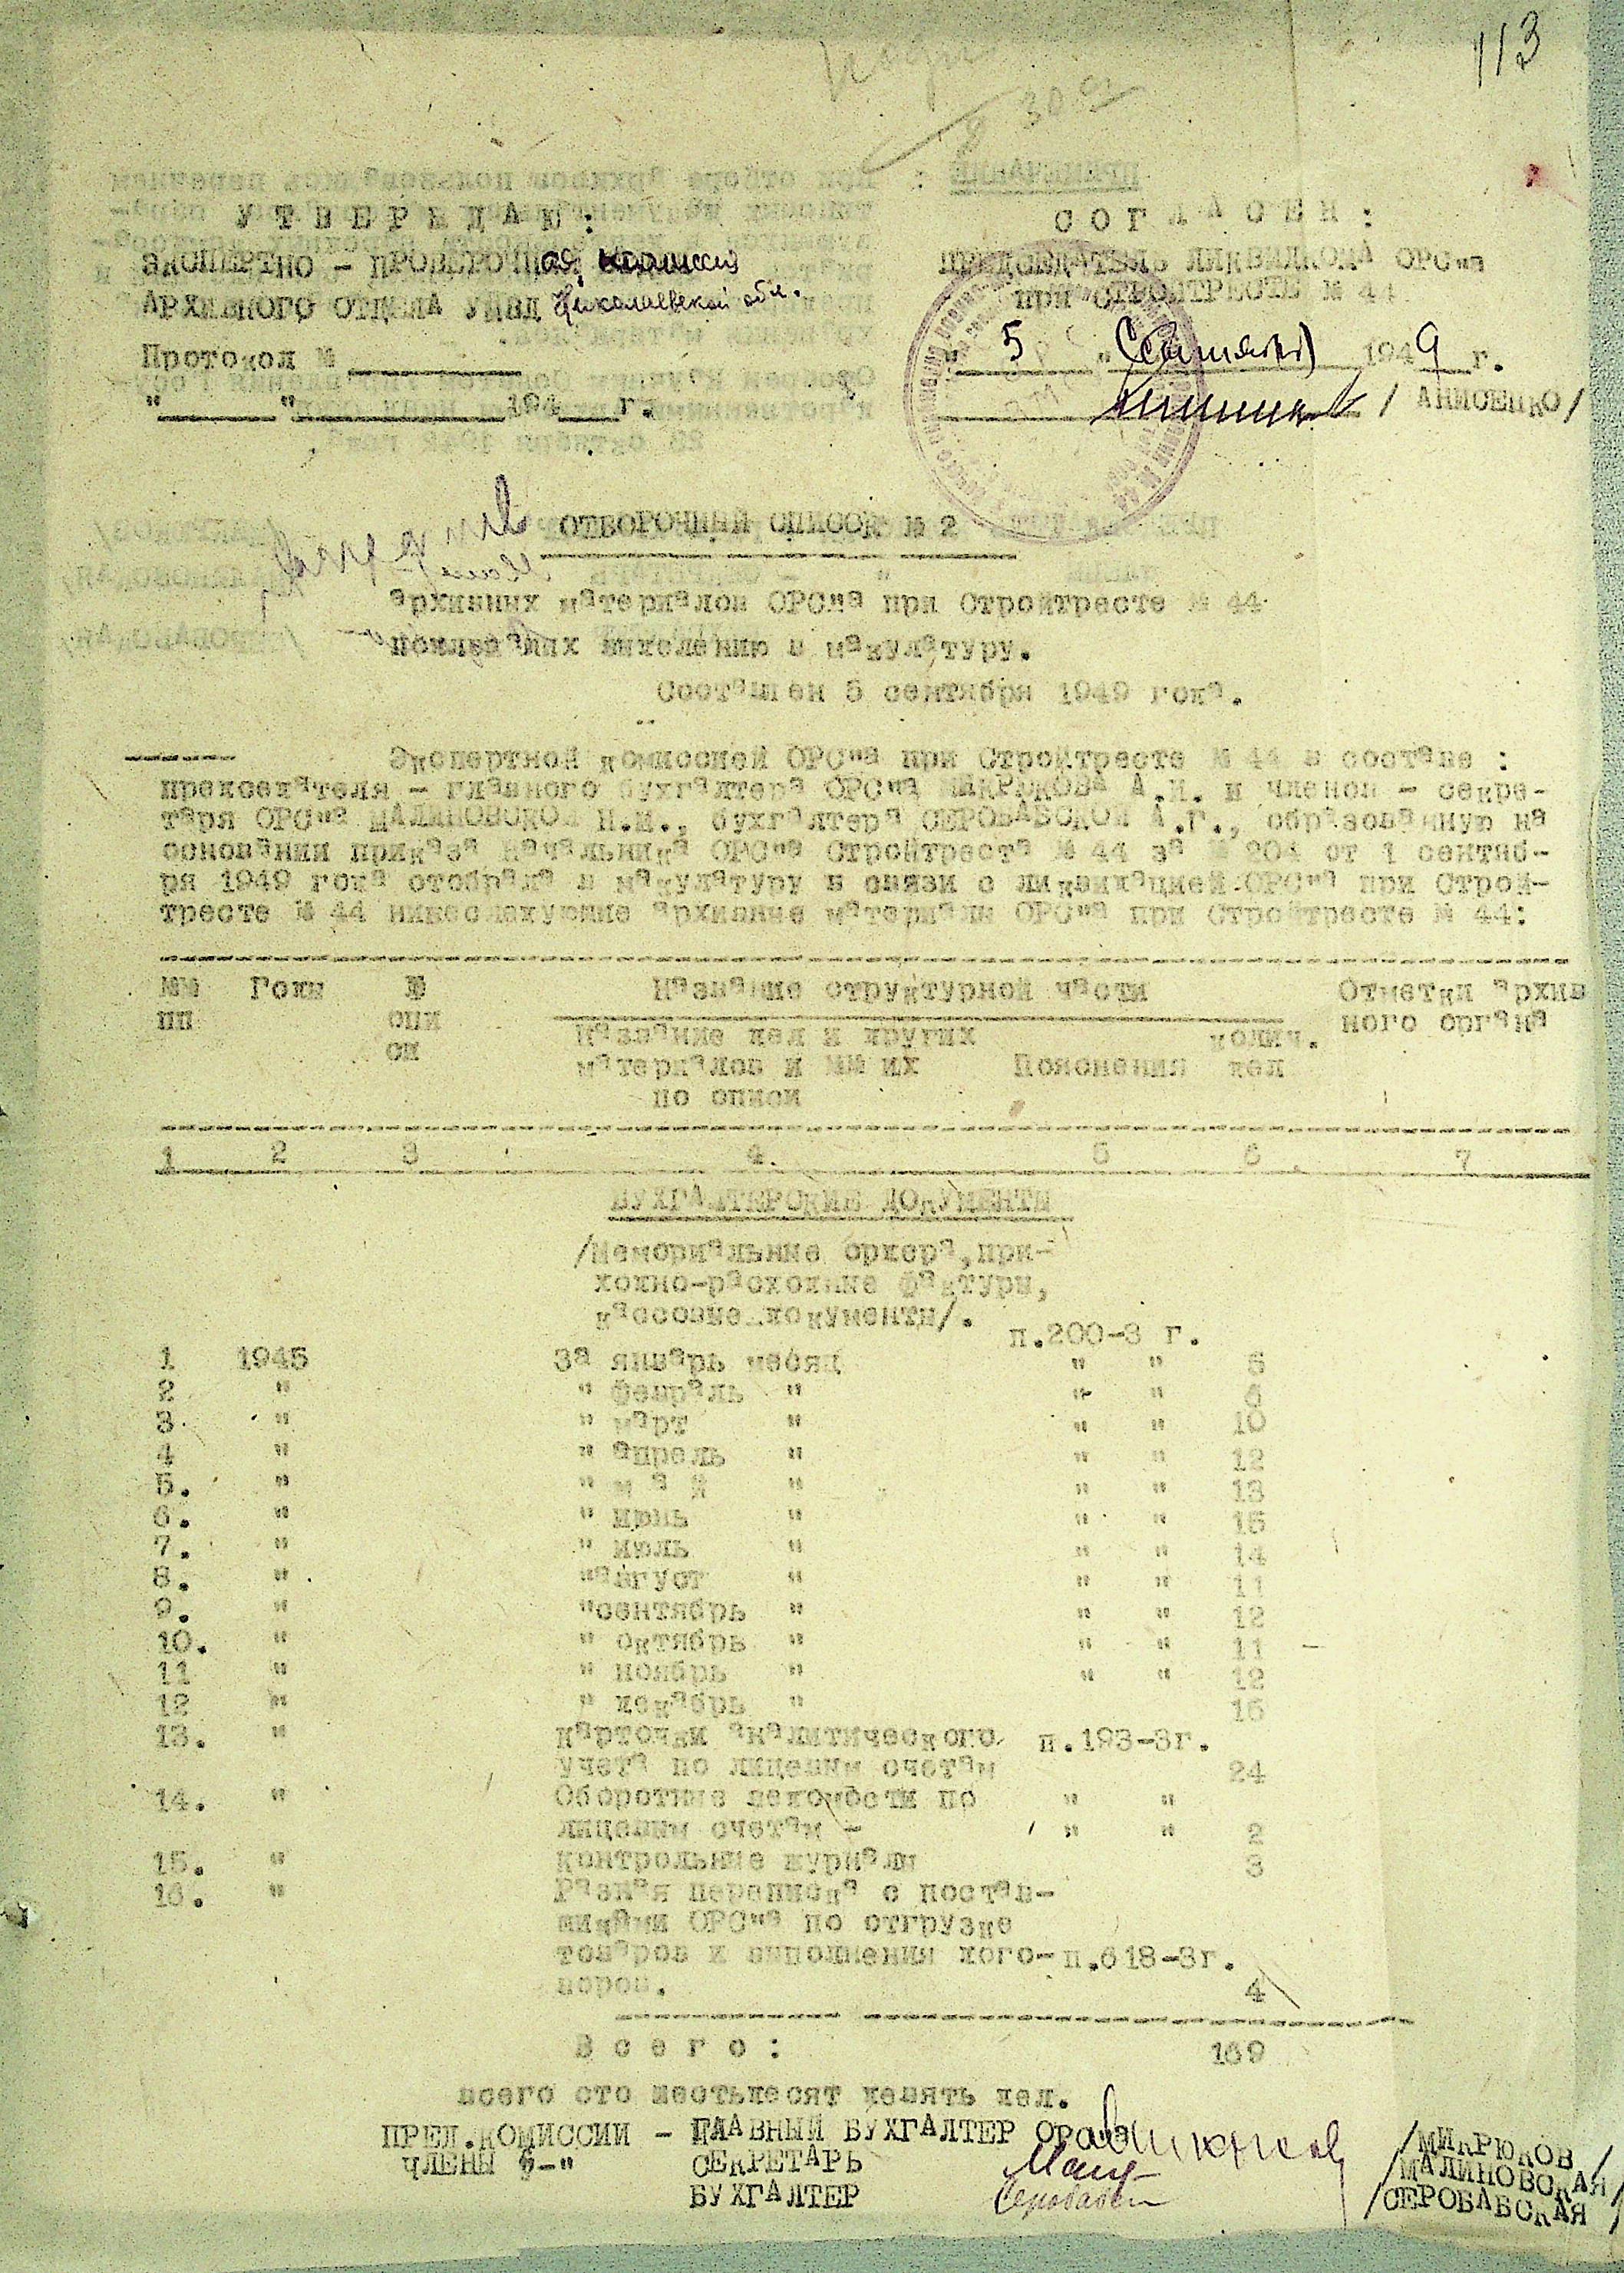 113
У Т В Е Р Ж Д А Ю :
ЭКСПЕРТНО - ПРОВЕРОЧНая комиссия
АРХИВНОГО ОТДЕЛА УМВД Николаевской обл.
Протокол №
" " 194 г.
С О Г Л А С Е Н :
ПРЕДСЕДАТЕЛЬ ЛИКВИДКОМА ОРС"а
при СТРОЙТРЕСТЕ № 44
" 5 " 1949 г.
/ АНИСЕНКО/
ОТБОРОЧНЫЙ СПИСОК № 2
архивных материалов ОРС"а при Стройтресте № 44
подлежащих выделению в макулатуру.
Составлен 5 сентября 1949 года.
Экспертной комиссией ОРС"а при Стройтресте № 44 в составе :
председателя - главного бухгалтера ОРС"а МИКРЮКОВА А.И. и членов - секре-
таря ОРС"а МАЛИНОВСКОЙ Н.И., бухгалтера СЕРОБАБСКОЙ А.Г., образованную на
основании приказа Начальника ОРС"а Стройтреста № 44 за № 204 от 1 сентяб-
ря 1949 года отобрала в макулатуру в связи с ликвидацией ОРС"а при Строй-
тресте № 44 нижеследующие архивные материалы ОРС"а при Стройтресте № 44:
№№ Годы № Название структурной части Отметки архив
пп опи ного органа
си Название дел и других колич.
материалов и №№ их Пояснения дел
по описи
1 2 3 4. 5 6 7
БУХГАЛТЕРСКИЕ ДОКУМЕНТЫ
/Мемориальные ордера, при-
ходно-расходные фактуры,
кассовые документы/.
п.200-3 г.
1 1945 За январь месяц " " 5
2 " " февраль " " " 5
3. " " март " " " 10
4 " " апрель " " " 12
5. " " м а й " " " 13
6. " " июнь " " " 15
7. " " июль " " " 14
8. " "август " " " 11
9. " "сентябрь " " " 12
10. " " октябрь " " " 11
11 " " ноябрь " " " 12
12 " " декабрь " 16
13. " карточки аналитического п.193-3г.
учета по лицевым счетам 24
14. " Оборотные ведомости по " "
лицевым счетам - " " 2
15. " контрольные журналы 3
16. " Разная переписка с постав-
щиками ОРС"а по отгрузке
товаров и выполнения дого- п.618-3г.
воров. 4
В с е г о : 169
всего сто шестьдесят девять дел.
ПРЕД.КОМИССИИ - ГЛАВНЫЙ БУХГАЛТЕР ОРСа /МИКРЮКОВ/
ЧЛЕНЫ "-" СЕКРЕТАРЬ /МАЛИНОВСКАЯ/
БУХГАЛТЕР /СЕРОБАБСКАЯ/